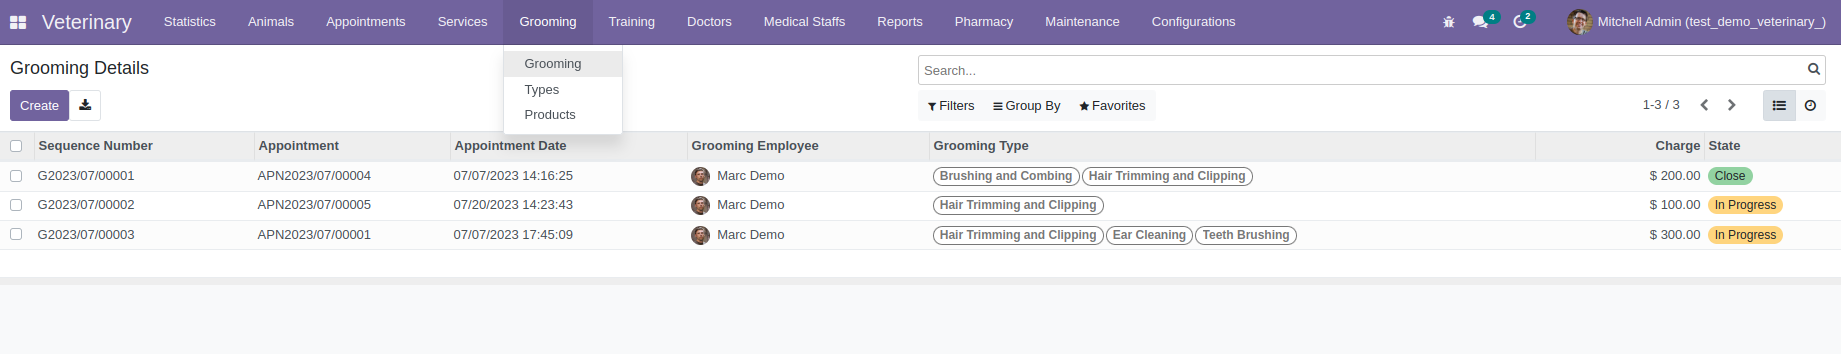 Veterinary Statistics Animals Appointments Services Grooming Training Doctors Medical Staffs Reports Pharmacy Maintenance Configurations 4 2 Mitchell Admin (test_demo_veterinary_)
Grooming
Types
Products
Grooming Details
Search...
Create
Filters Group By Favorites 1-3 / 3
Sequence Number Appointment Appointment Date Grooming Employee Grooming Type Charge State
G2023/07/00001 APN2023/07/00004 07/07/2023 14:16:25 Marc Demo Brushing and Combing Hair Trimming and Clipping $ 200.00 Close
G2023/07/00002 APN2023/07/00005 07/20/2023 14:23:43 Marc Demo Hair Trimming and Clipping $ 100.00 In Progress
G2023/07/00003 APN2023/07/00001 07/07/2023 17:45:09 Marc Demo Hair Trimming and Clipping Ear Cleaning Teeth Brushing $ 300.00 In Progress